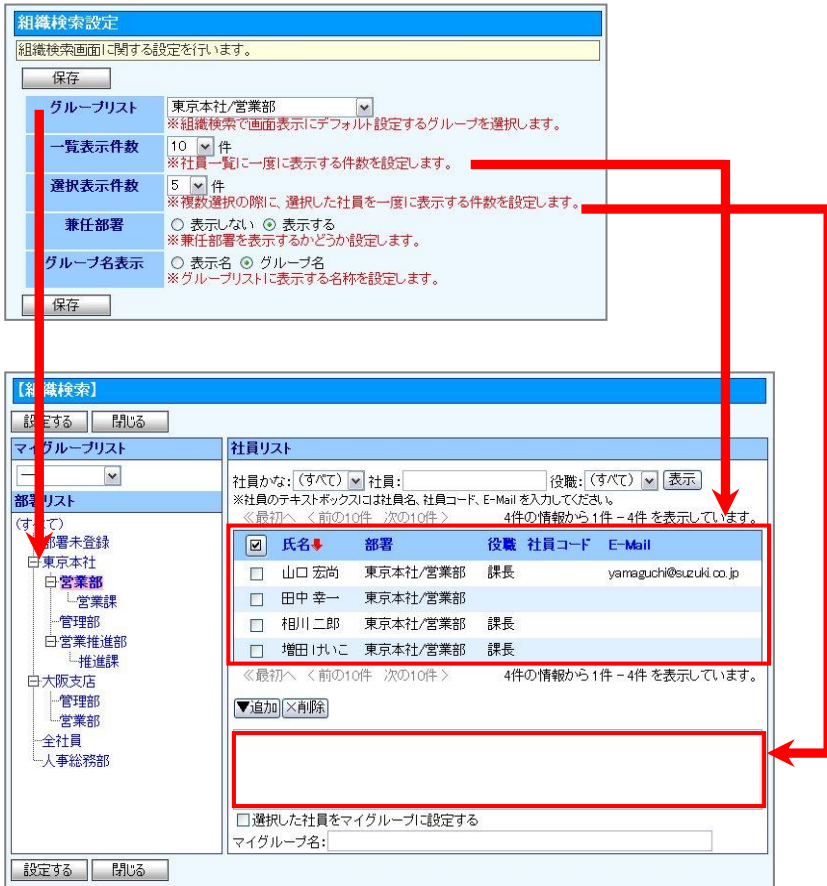 組織検索設定
組織検索画面に関する設定を行います。
保存
グループリスト 東京本社/営業部
※組織検索で画面表示にデフォルト設定するグループを選択します。
一覧表示件数 10 件
※社員一覧に一度に表示する件数を設定します。
選択表示件数 5 件
※複数選択の際に、選択した社員を一度に表示する件数を設定します。
兼任部署 表示しない 表示する
※兼任部署を表示するかどうか設定します。
グループ名表示 表示名 グループ名
※グループリストに表示する名称を設定します。
保存
【組織検索】
設定する 閉じる
マイグループリスト
部署リスト
(すべて)
部署未登録
東京本社
営業部
営業課
管理部
営業推進部
推進課
大阪支店
管理部
営業部
全社員
人事総務部
社員リスト
社員かな: (すべて) 社員: 役職: (すべて) 表示
※社員のテキストボックスには社員名、社員コード、E-Mail を入力してください。
≪最初へ <前の10件 次の10件> 4件の情報から1件-4件 を表示しています。
氏名 部署 役職 社員コード E-Mail
山口 宏尚 東京本社/営業部 課長 yamaguchi@suzuki.co.jp
田中 幸一 東京本社/営業部
相川 二郎 東京本社/営業部 課長
増田 けいこ 東京本社/営業部 課長
≪最初へ <前の10件 次の10件> 4件の情報から1件-4件 を表示しています。
▼追加 ×削除
選択した社員をマイグループに設定する
マイグループ名:
設定する 閉じる